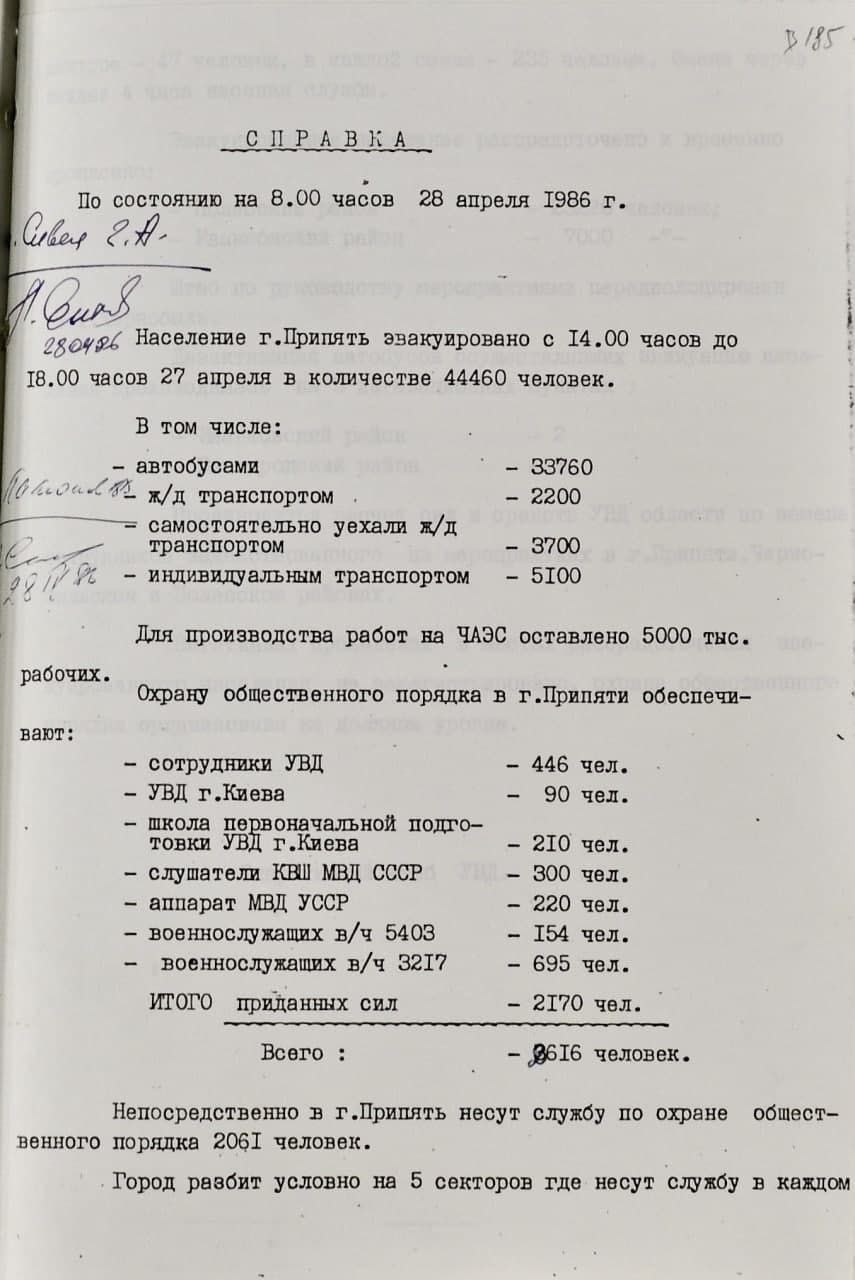 185
С П Р А В К А
По состоянию на 8.00 часов 28 апреля 1986 г.
280486
Население г.Припять эвакуировано с 14.00 часов до
18.00 часов 27 апреля в количестве 44460 человек.
В том числе:
- автобусами - 33760
- ж/д транспортом - 2200
- самостоятельно уехали ж/д
транспортом - 3700
- индивидуальным транспортом - 5100
28 IV 86
Для производства работ на ЧАЭС оставлено 5000 тыс.
рабочих.
Охрану общественного порядка в г.Припяти обеспечи-
вают:
- сотрудники УВД - 446 чел.
- УВД г.Киева - 90 чел.
- школа первоначальной подго-
товки УВД г.Киева - 210 чел.
- слушатели КВШ МВД СССР - 300 чел.
- аппарат МВД УССР - 220 чел.
- военнослужащих в/ч 5403 - 154 чел.
- военнослужащих в/ч 3217 - 695 чел.
ИТОГО приданных сил - 2170 чел.
Всего : - 2616 человек.
Непосредственно в г.Припять несут службу по охране общест-
венного порядка 2061 человек.
Город разбит условно на 5 секторов где несут службу в каждом